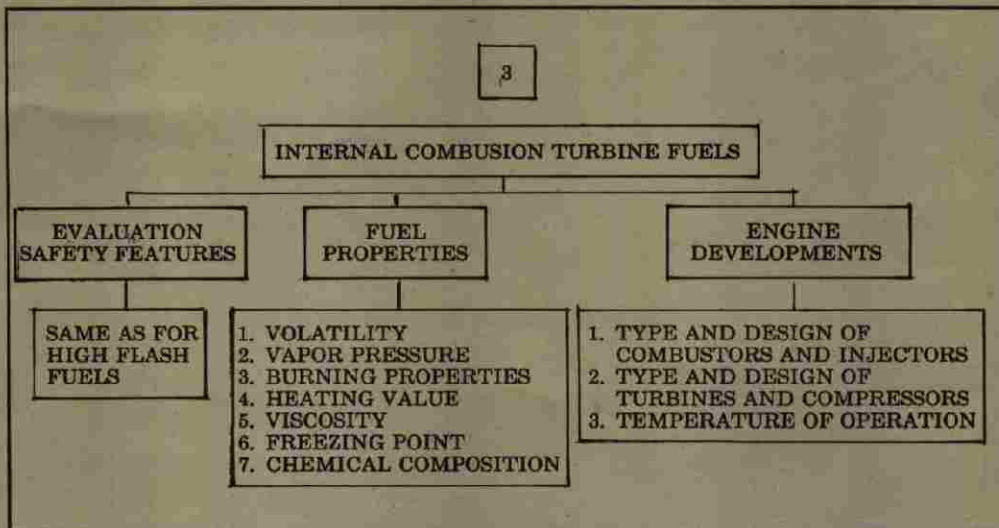 3
INTERNAL COMBUSION TURBINE FUELS
EVALUATION
SAFETY FEATURES
FUEL
PROPERTIES
ENGINE
DEVELOPMENTS
SAME AS FOR
HIGH FLASH
FUELS
1. VOLATILITY
2. VAPOR PRESSURE
3. BURNING PROPERTIES
4. HEATING VALUE
5. VISCOSITY
6. FREEZING POINT
7. CHEMICAL COMPOSITION
1. TYPE AND DESIGN OF
COMBUSTORS AND INJECTORS
2. TYPE AND DESIGN OF
TURBINES AND COMPRESSORS
3. TEMPERATURE OF OPERATION